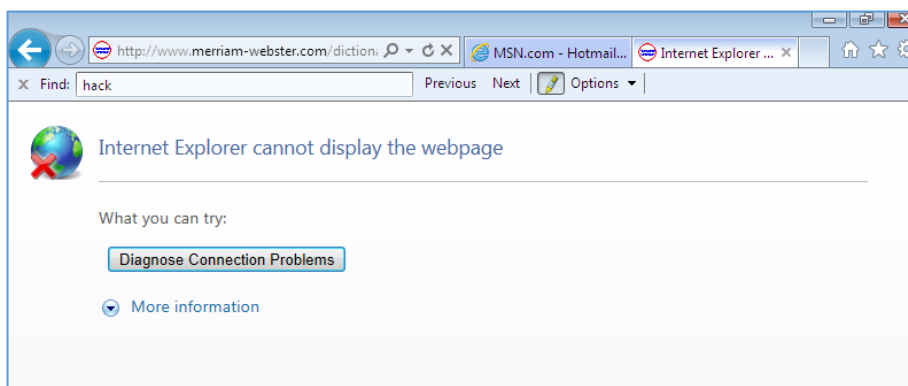 http://www.merriam-webster.com/diction MSN.com - Hotmail... Internet Explorer ...
Find: hack Previous Next Options
Internet Explorer cannot display the webpage
What you can try:
Diagnose Connection Problems
More information